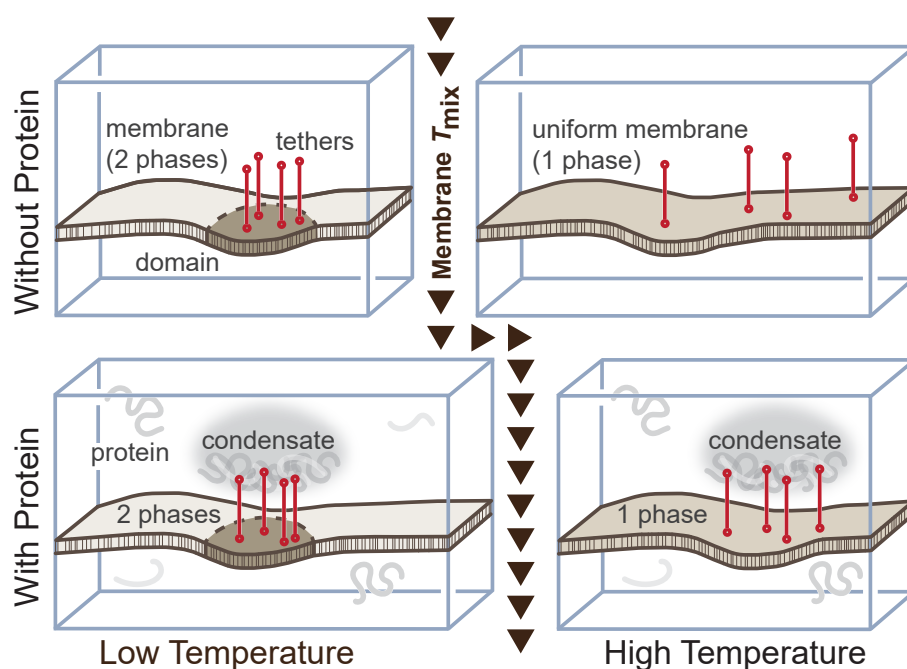 Without Protein
membrane
(2 phases)
tethers
domain
Membrane Tmix
uniform membrane
(1 phase)
With Protein
protein
condensate
2 phases
condensate
1 phase
Low Temperature
High Temperature